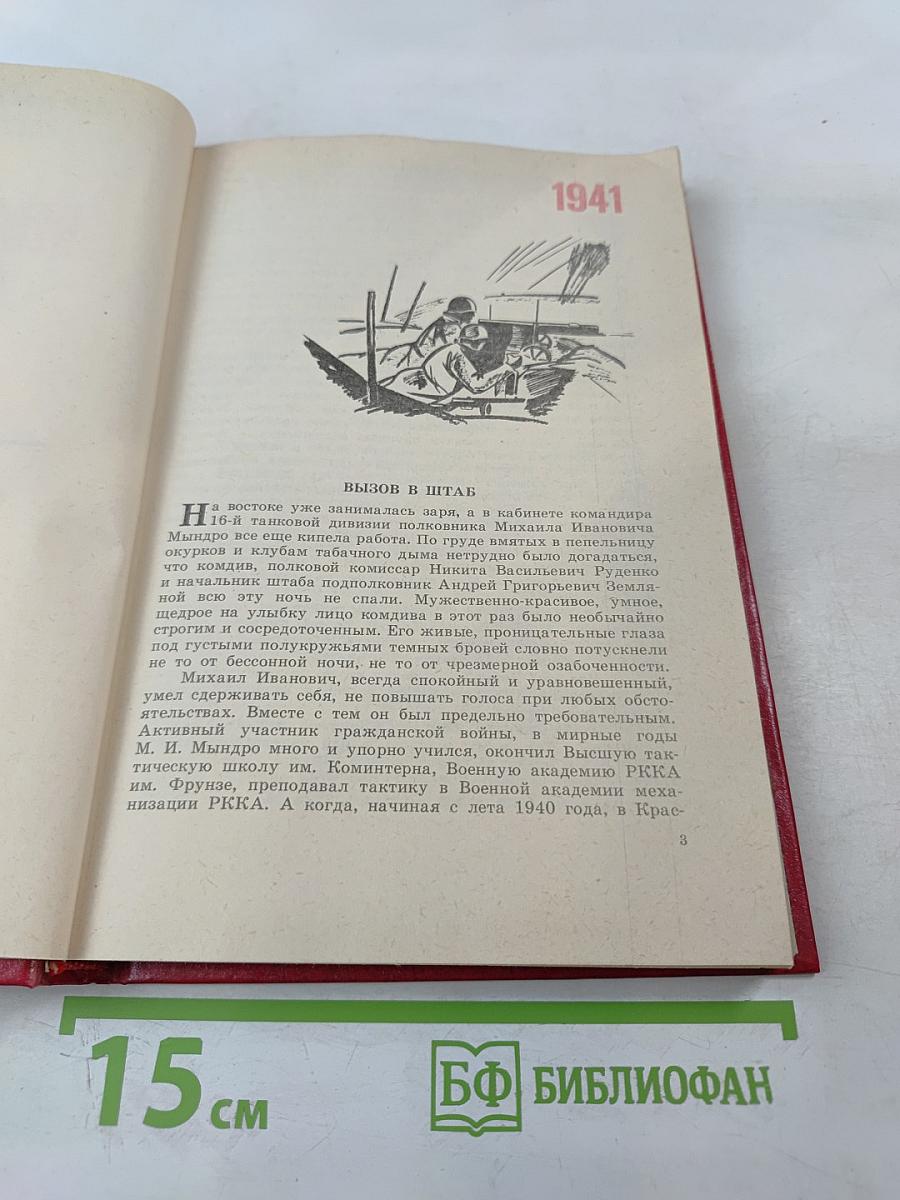 1941
ВЫЗОВ В ШТАБ
На востоке уже занималась заря, а в кабинете командира
16-й танковой дивизии полковника Михаила Ивановича
Мындро все еще кипела работа. По груде вмятых в пепельницу
окурков и клубам табачного дыма нетрудно было догадаться,
что комдив, полковой комиссар Никита Васильевич Руденко
и начальник штаба подполковник Андрей Григорьевич Земля-
ной всю эту ночь не спали. Мужественно-красивое, умное,
щедрое на улыбку лицо комдива в этот раз было необычайно
строгим и сосредоточенным. Его живые, проницательные глаза
под густыми полукружьями темных бровей словно потускнели
не то от бессонной ночи, не то от чрезмерной озабоченности.
Михаил Иванович, всегда спокойный и уравновешенный,
умел сдерживать себя, не повышать голоса при любых обсто-
ятельствах. Вместе с тем он был предельно требовательным.
Активный участник гражданской войны, в мирные годы
М. И. Мындро много и упорно учился, окончил Высшую так-
тическую школу им. Коминтерна, Военную академию РККА
им. Фрунзе, преподавал тактику в Военной академии меха-
низации РККА. А когда, начиная с лета 1940 года, в Крас-
3
15 см
БФ БИБЛИОФАН